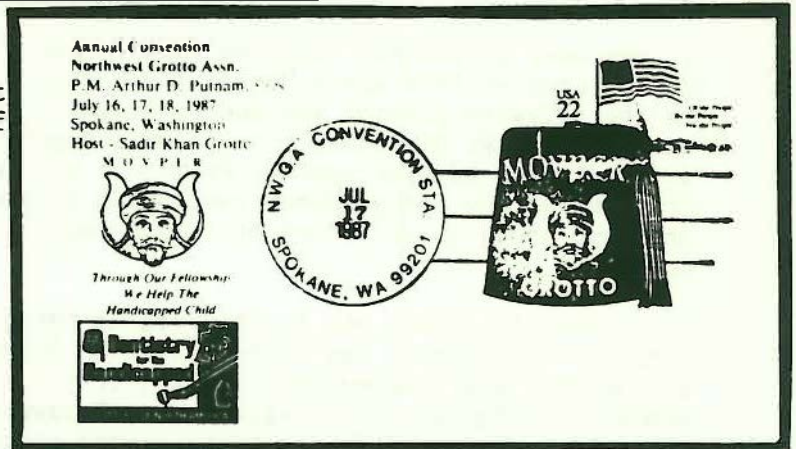 Annual Convention
Northwest Grotto Assn.
P.M. Arthur D. Putnam,
July 16, 17, 18, 1987
Spokane, Washington
Host - Sadir Khan Grotto
M O V P E R
Through Our Fellowship
We Help The
Handicapped Child
Dentistry
for the
Handicapped
N.W.G.A CONVENTION STA.
JUL
17
1987
SPOKANE, WA 99201
USA
22
MOVPER
GROTTO